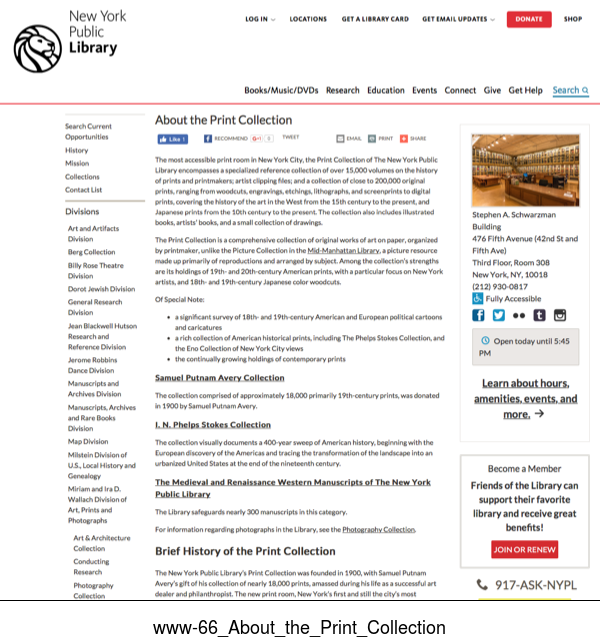 New York
Public
Library
LOG IN
LOCATIONS
GET A LIBRARY CARD
GET EMAIL UPDATES
DONATE
SHOP
Books/Music/DVDs Research Education Events Connect Give Get Help Search
Search Current
Opportunities
History
Mission
Collections
Contact List
Divisions
Art and Artifacts
Division
Berg Collection
Billy Rose Theatre
Division
Dorot Jewish Division
General Research
Division
Jean Blackwell Hutson
Research and
Reference Division
Jerome Robbins
Dance Division
Manuscripts and
Archives Division
Manuscripts, Archives
and Rare Books
Division
Map Division
Milstein Division of
U.S., Local History and
Genealogy
Miriam and Ira D.
Wallach Division of
Art, Prints and
Photographs
Art & Architecture
Collection
Conducting
Research
Photography
Collection
About the Print Collection
Like 1
RECOMMEND
G+1
TWEET
EMAIL
PRINT
SHARE
The most accessible print room in New York City, the Print Collection of The New York Public
Library encompasses a specialized reference collection of over 15,000 volumes on the history
of prints and printmakers; artist clipping files; and a collection of close to 200,000 original
prints, ranging from woodcuts, engravings, etchings, lithographs, and screenprints to digital
prints, covering the history of the art in the West from the 15th century to the present, and
Japanese prints from the 10th century to the present. The collection also includes illustrated
books, artists' books, and a small collection of drawings.
The Print Collection is a comprehensive collection of original works of art on paper, organized
by printmaker, unlike the Picture Collection in the Mid-Manhattan Library, a picture resource
made up primarily of reproductions and arranged by subject. Among the collection's strengths
are its holdings of 19th- and 20th-century American prints, with a particular focus on New York
artists, and 18th- and 19th-century Japanese color woodcuts.
Of Special Note:
• a significant survey of 18th- and 19th-century American and European political cartoons
and caricatures
• a rich collection of American historical prints, including The Phelps Stokes Collection, and
the Eno Collection of New York City views
• the continually growing holdings of contemporary prints
Samuel Putnam Avery Collection
The collection comprised of approximately 18,000 primarily 19th-century prints, was donated
in 1900 by Samuel Putnam Avery.
I. N. Phelps Stokes Collection
The collection visually documents a 400-year sweep of American history, beginning with the
European discovery of the Americas and tracing the transformation of the landscape into an
urbanized United States at the end of the nineteenth century.
The Medieval and Renaissance Western Manuscripts of The New York
Public Library
The Library safeguards nearly 300 manuscripts in this category.
For information regarding photographs in the Library, see the Photography Collection.
Brief History of the Print Collection
The New York Public Library's Print Collection was founded in 1900, with Samuel Putnam
Avery's gift of his collection of nearly 18,000 prints, amassed during his life as a successful art
dealer and philanthropist. The new print room, New York's first and still the city's most
Stephen A. Schwarzman
Building
476 Fifth Avenue (42nd St and
Fifth Ave)
Third Floor, Room 308
New York, NY, 10018
(212) 930-0817
Fully Accessible
Open today until 5:45
PM
Learn about hours,
amenities, events, and
more. →
Become a Member
Friends of the Library can
support their favorite
library and receive great
benefits!
JOIN OR RENEW
917-ASK-NYPL
www-66_About_the_Print_Collection